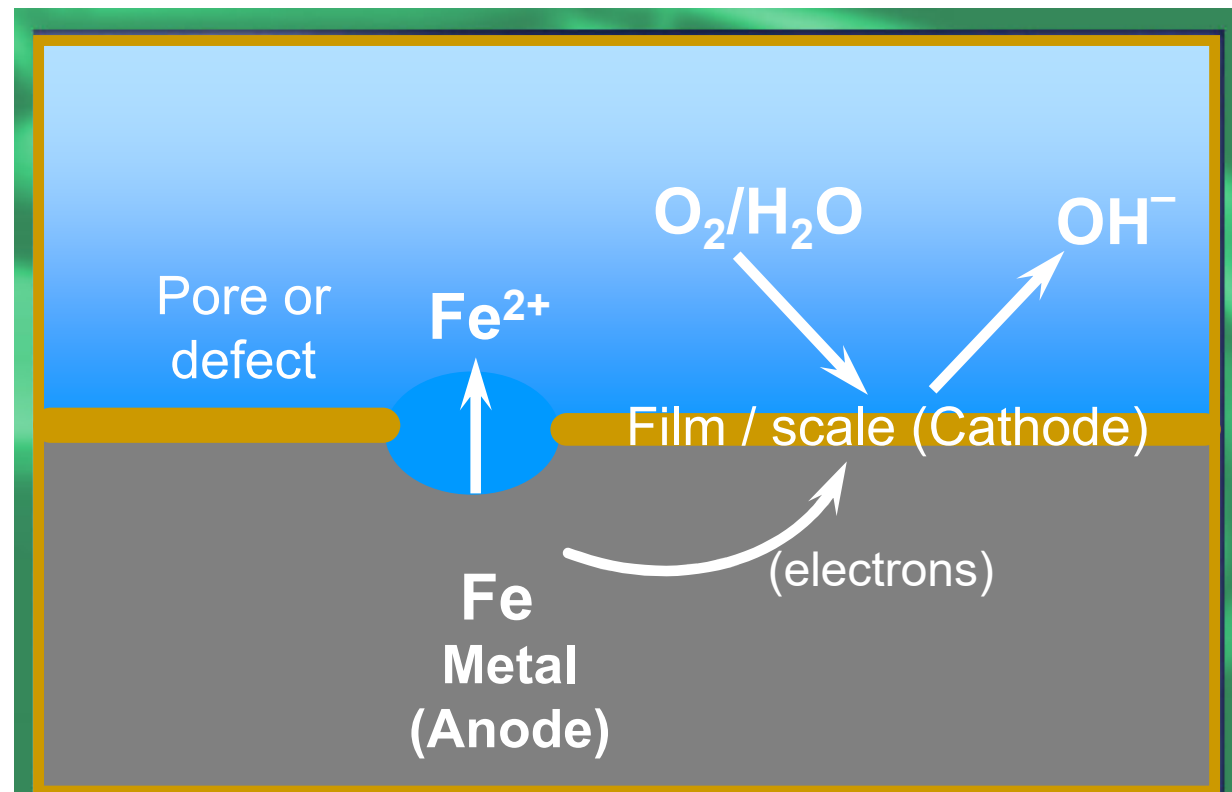 O₂/H₂O
OH⁻
Pore or
defect
Fe²⁺
Film / scale (Cathode)
(electrons)
Fe
Metal
(Anode)